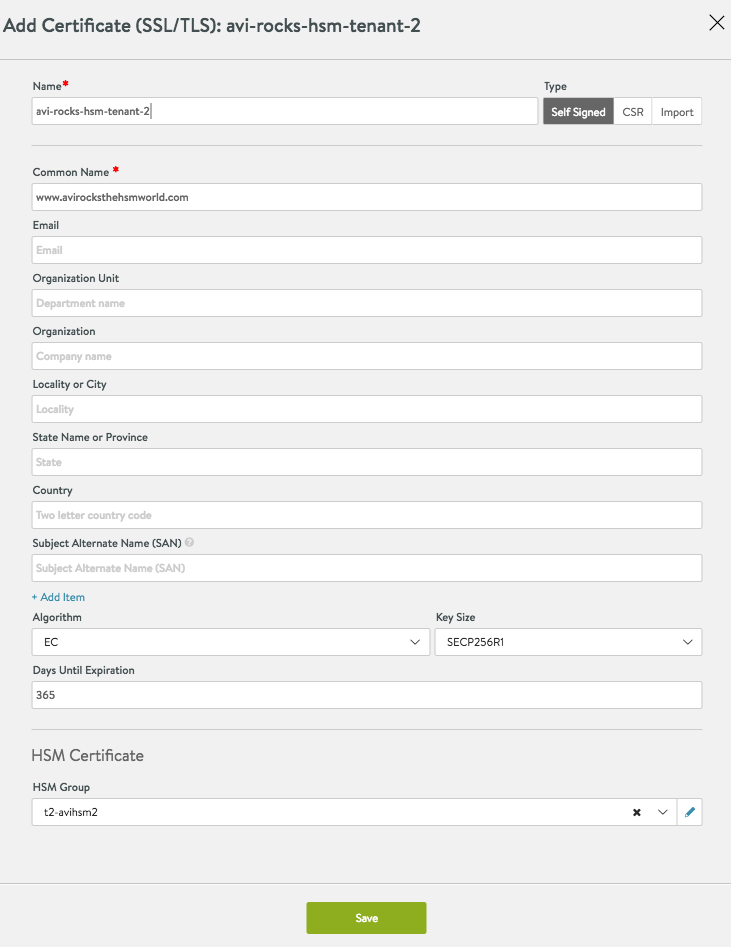 Add Certificate (SSL/TLS): avi-rocks-hsm-tenant-2
Name* Type
avi-rocks-hsm-tenant-2 Self Signed CSR Import
Common Name *
www.avirocksthehsmworld.com
Email
Email
Organization Unit
Department name
Organization
Company name
Locality or City
Locality
State Name or Province
State
Country
Two letter country code
Subject Alternate Name (SAN) ?
Subject Alternate Name (SAN)
+ Add Item
Algorithm Key Size
EC SECP256R1
Days Until Expiration
365
HSM Certificate
HSM Group
t2-avihsm2
Save